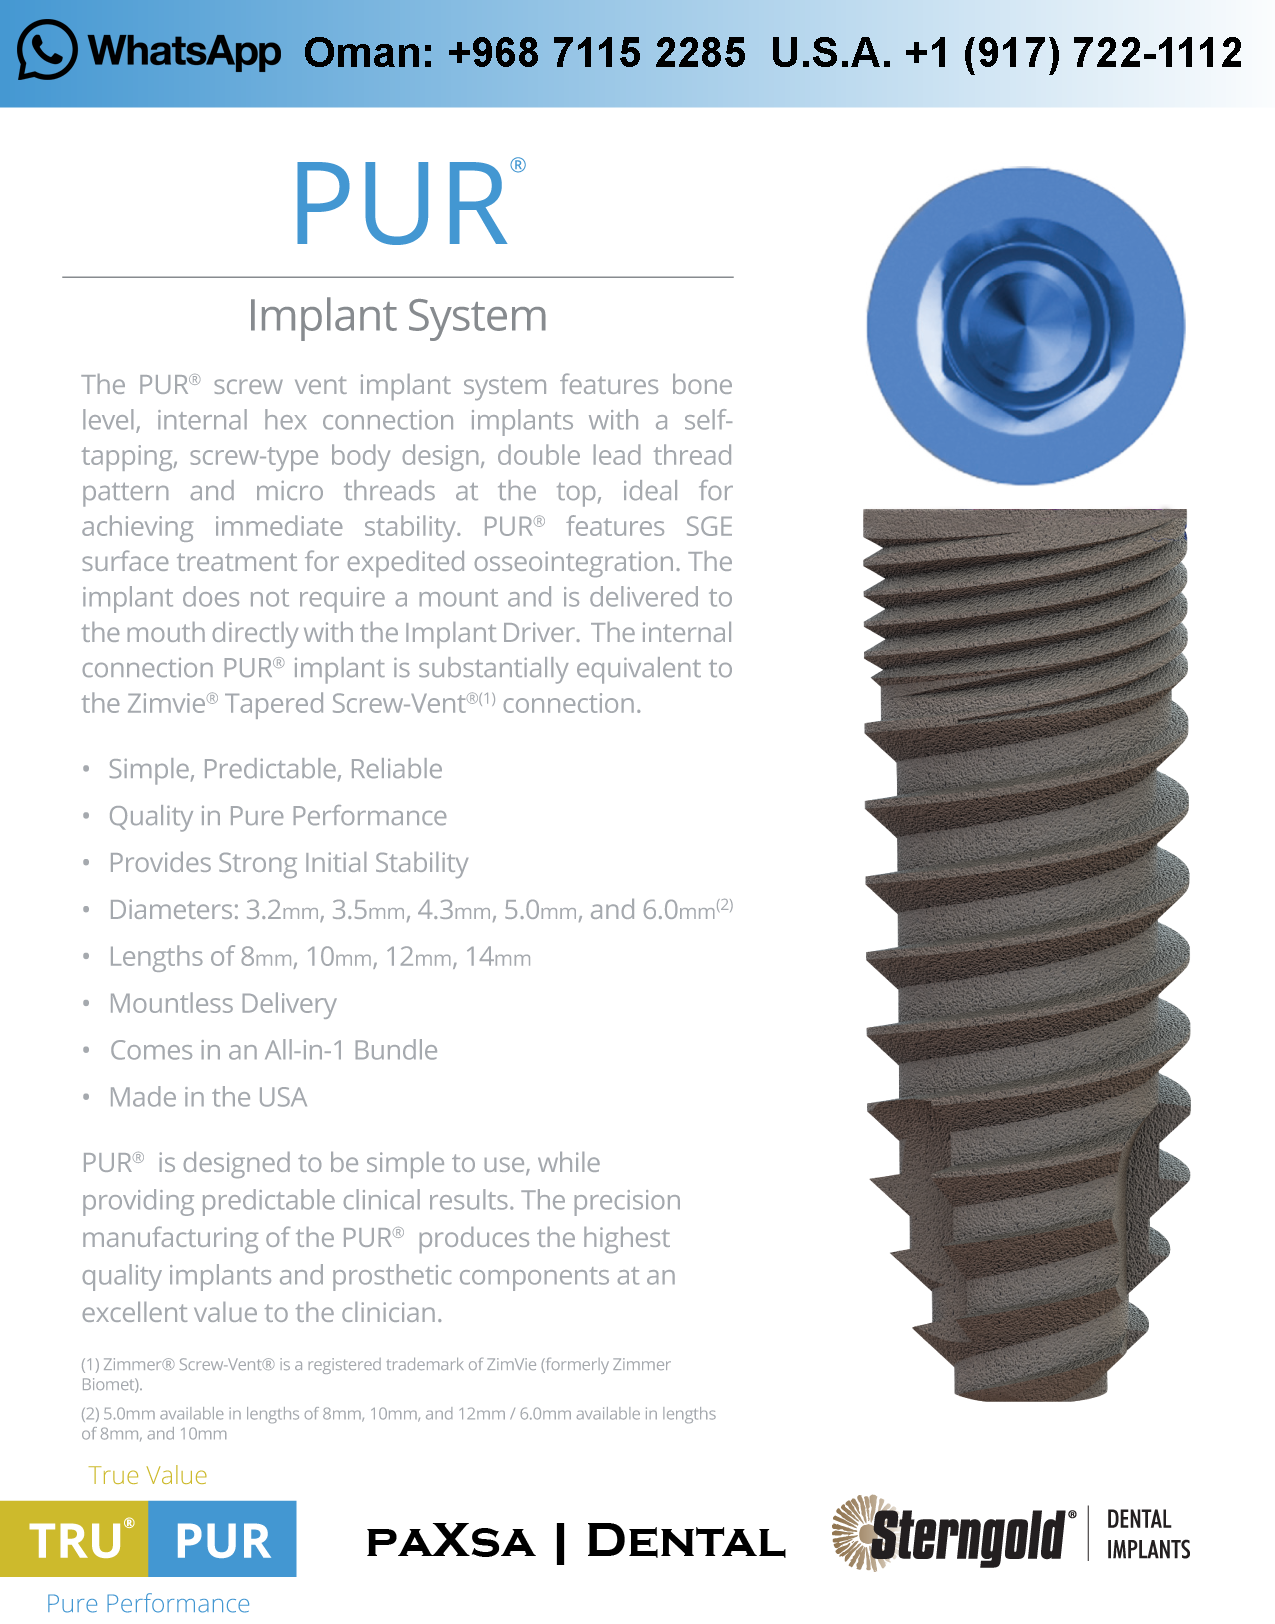 WhatsApp Oman: +968 7115 2285 U.S.A. +1 (917) 722-1112
PUR®
Implant System
The PUR® screw vent implant system features bone
level, internal hex connection implants with a self-
tapping, screw-type body design, double lead thread
pattern and micro threads at the top, ideal for
achieving immediate stability. PUR® features SGE
surface treatment for expedited osseointegration. The
implant does not require a mount and is delivered to
the mouth directly with the Implant Driver. The internal
connection PUR® implant is substantially equivalent to
the Zimvie® Tapered Screw-Vent®(1) connection.
• Simple, Predictable, Reliable
• Quality in Pure Performance
• Provides Strong Initial Stability
• Diameters: 3.2mm, 3.5mm, 4.3mm, 5.0mm, and 6.0mm(2)
• Lengths of 8mm, 10mm, 12mm, 14mm
• Mountless Delivery
• Comes in an All-in-1 Bundle
• Made in the USA
PUR® is designed to be simple to use, while
providing predictable clinical results. The precision
manufacturing of the PUR® produces the highest
quality implants and prosthetic components at an
excellent value to the clinician.
(1) Zimmer® Screw-Vent® is a registered trademark of ZimVie (formerly Zimmer
Biomet).
(2) 5.0mm available in lengths of 8mm, 10mm, and 12mm / 6.0mm available in lengths
of 8mm, and 10mm
True Value
TRU® PUR
Pure Performance
paXsa | Dental
Sterngold®
DENTAL
IMPLANTS